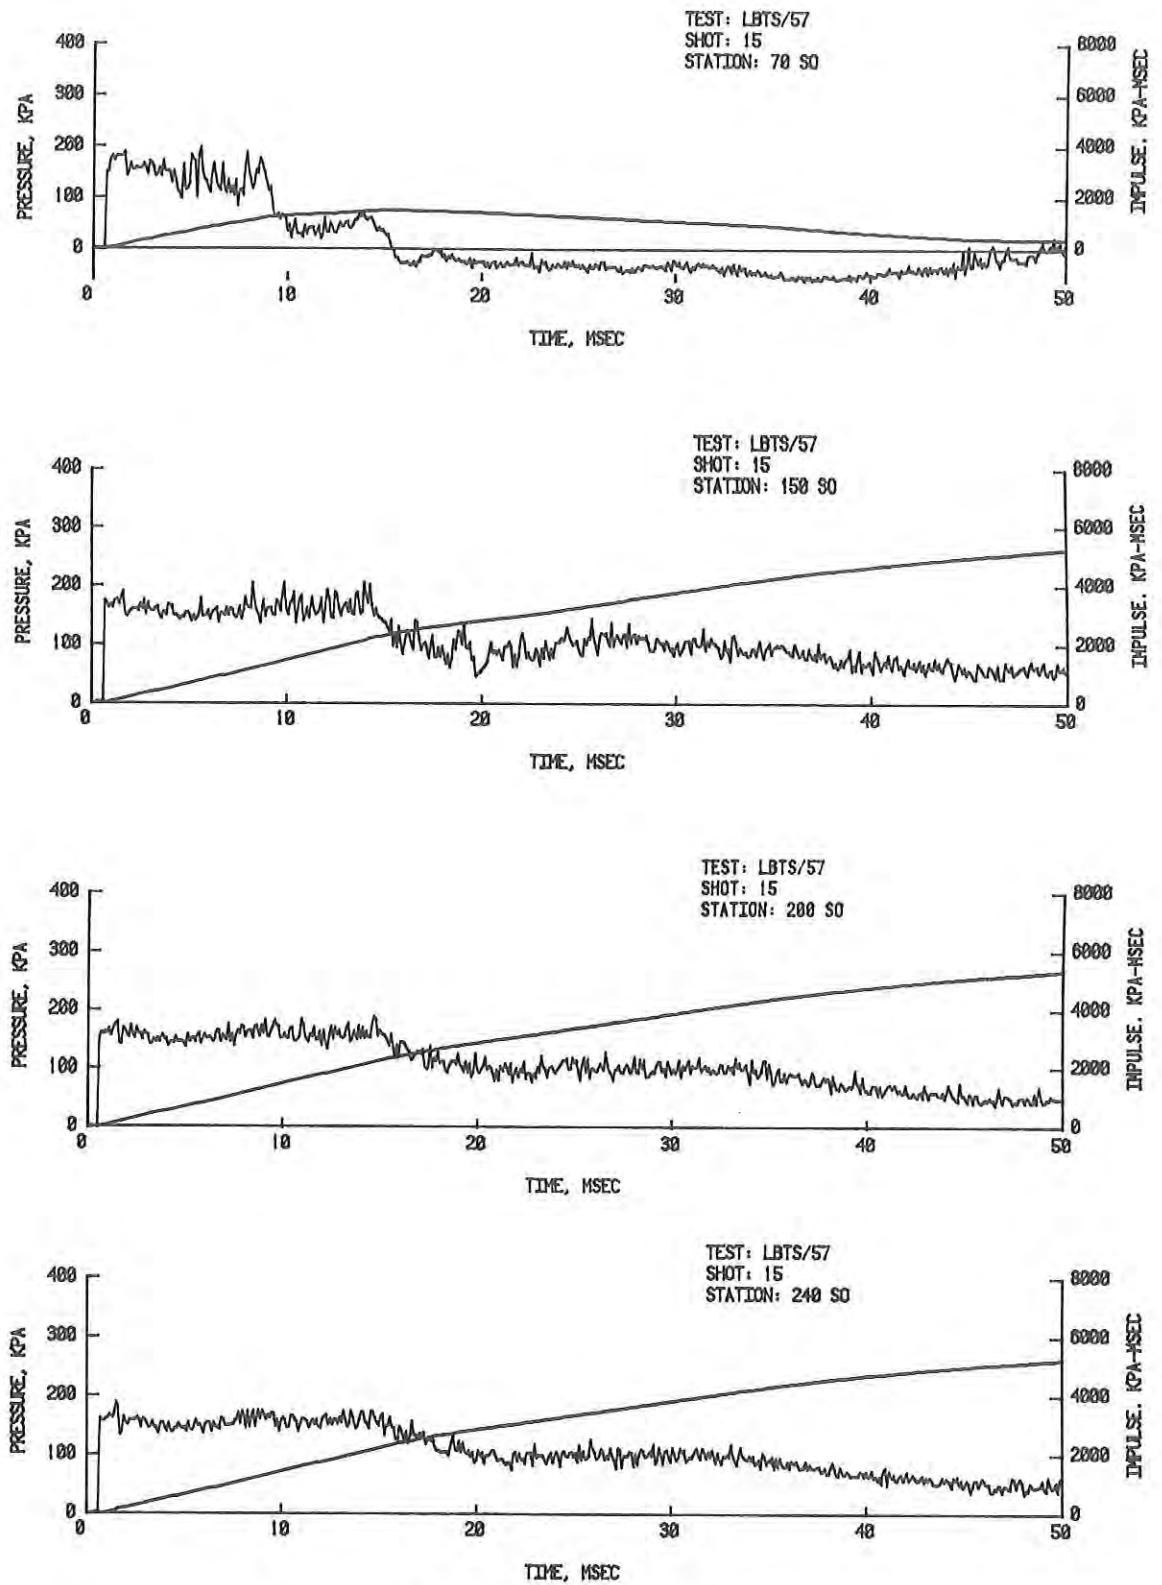 TEST: LBTS/57
SHOT: 15
STATION: 70 SO
400
300
200
100
0
PRESSURE, KPA
8000
6000
4000
2000
0
IMPULSE. KPA-MSEC
0 10 20 30 40 50
TIME, MSEC
TEST: LBTS/57
SHOT: 15
STATION: 150 SO
400
300
200
100
0
PRESSURE, KPA
8000
6000
4000
2000
0
IMPULSE. KPA-MSEC
0 10 20 30 40 50
TIME, MSEC
TEST: LBTS/57
SHOT: 15
STATION: 200 SO
400
300
200
100
0
PRESSURE, KPA
8000
6000
4000
2000
0
IMPULSE. KPA-MSEC
0 10 20 30 40 50
TIME, MSEC
TEST: LBTS/57
SHOT: 15
STATION: 240 SO
400
300
200
100
0
PRESSURE, KPA
8000
6000
4000
2000
0
IMPULSE. KPA-MSEC
0 10 20 30 40 50
TIME, MSEC